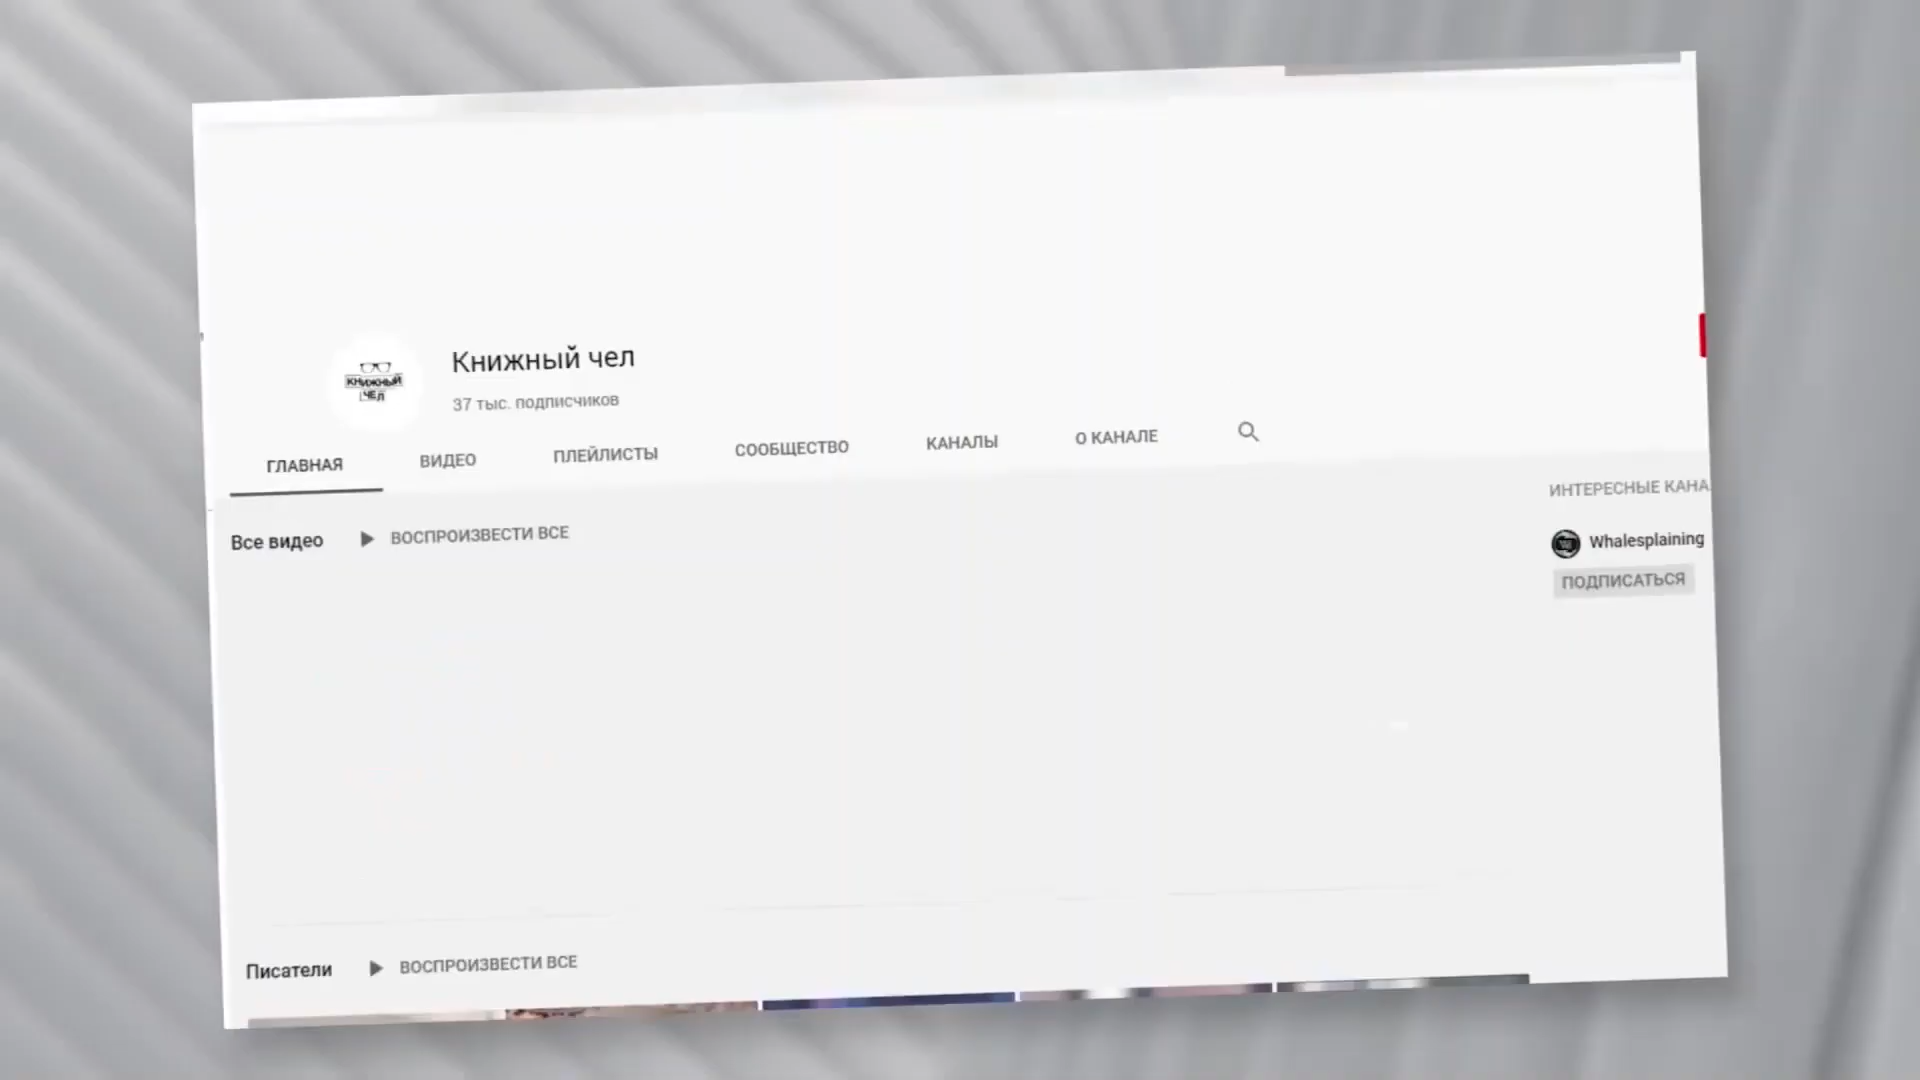 Книжный чел
37 тыс. подписчиков
КНИЖНЫЙ
ЧЕЛ
ГЛАВНАЯ ВИДЕО ПЛЕЙЛИСТЫ СООБЩЕСТВО КАНАЛЫ О КАНАЛЕ
ИНТЕРЕСНЫЕ КАНА
Все видео ВОСПРОИЗВЕСТИ ВСЕ
Whalesplaining
ПОДПИСАТЬСЯ
Писатели ВОСПРОИЗВЕСТИ ВСЕ